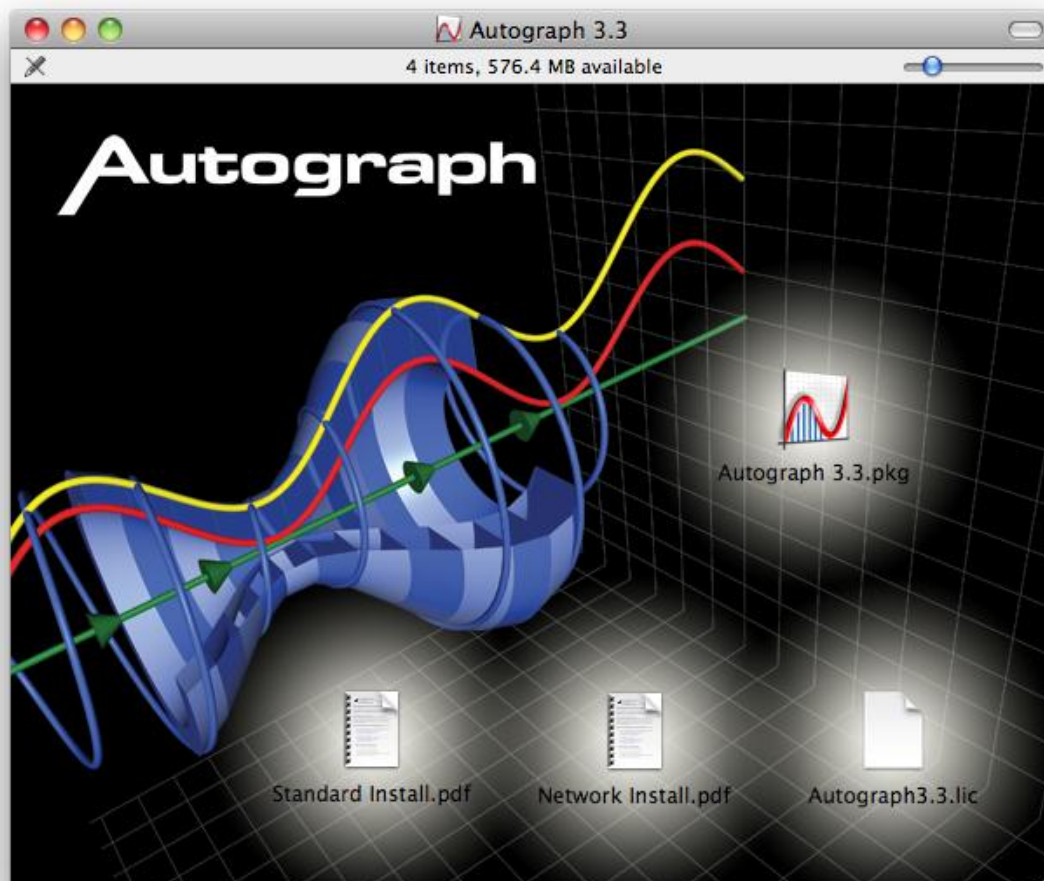 Autograph 3.3
4 items, 576.4 MB available
Autograph
Autograph 3.3.pkg
Standard Install.pdf
Network Install.pdf
Autograph3.3.lic